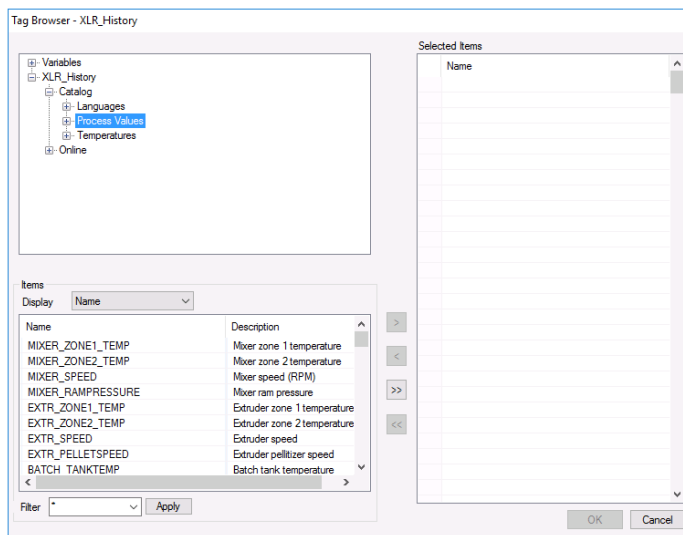 Tag Browser - XLR_History
Variables
XLR_History
Catalog
Languages
Process Values
Temperatures
Online
Items
Display Name
Name Description
MIXER_ZONE1_TEMP Mixer zone 1 temperature
MIXER_ZONE2_TEMP Mixer zone 2 temperature
MIXER_SPEED Mixer speed (RPM)
MIXER_RAMPRESSURE Mixer ram pressure
EXTR_ZONE1_TEMP Extruder zone 1 temperature
EXTR_ZONE2_TEMP Extruder zone 2 temperature
EXTR_SPEED Extruder speed
EXTR_PELLETSPEED Extruder pellitizer speed
BATCH_TANKTEMP Batch tank temperature
Filter * Apply
>
<
>>
<<
Selected Items
Name
OK Cancel